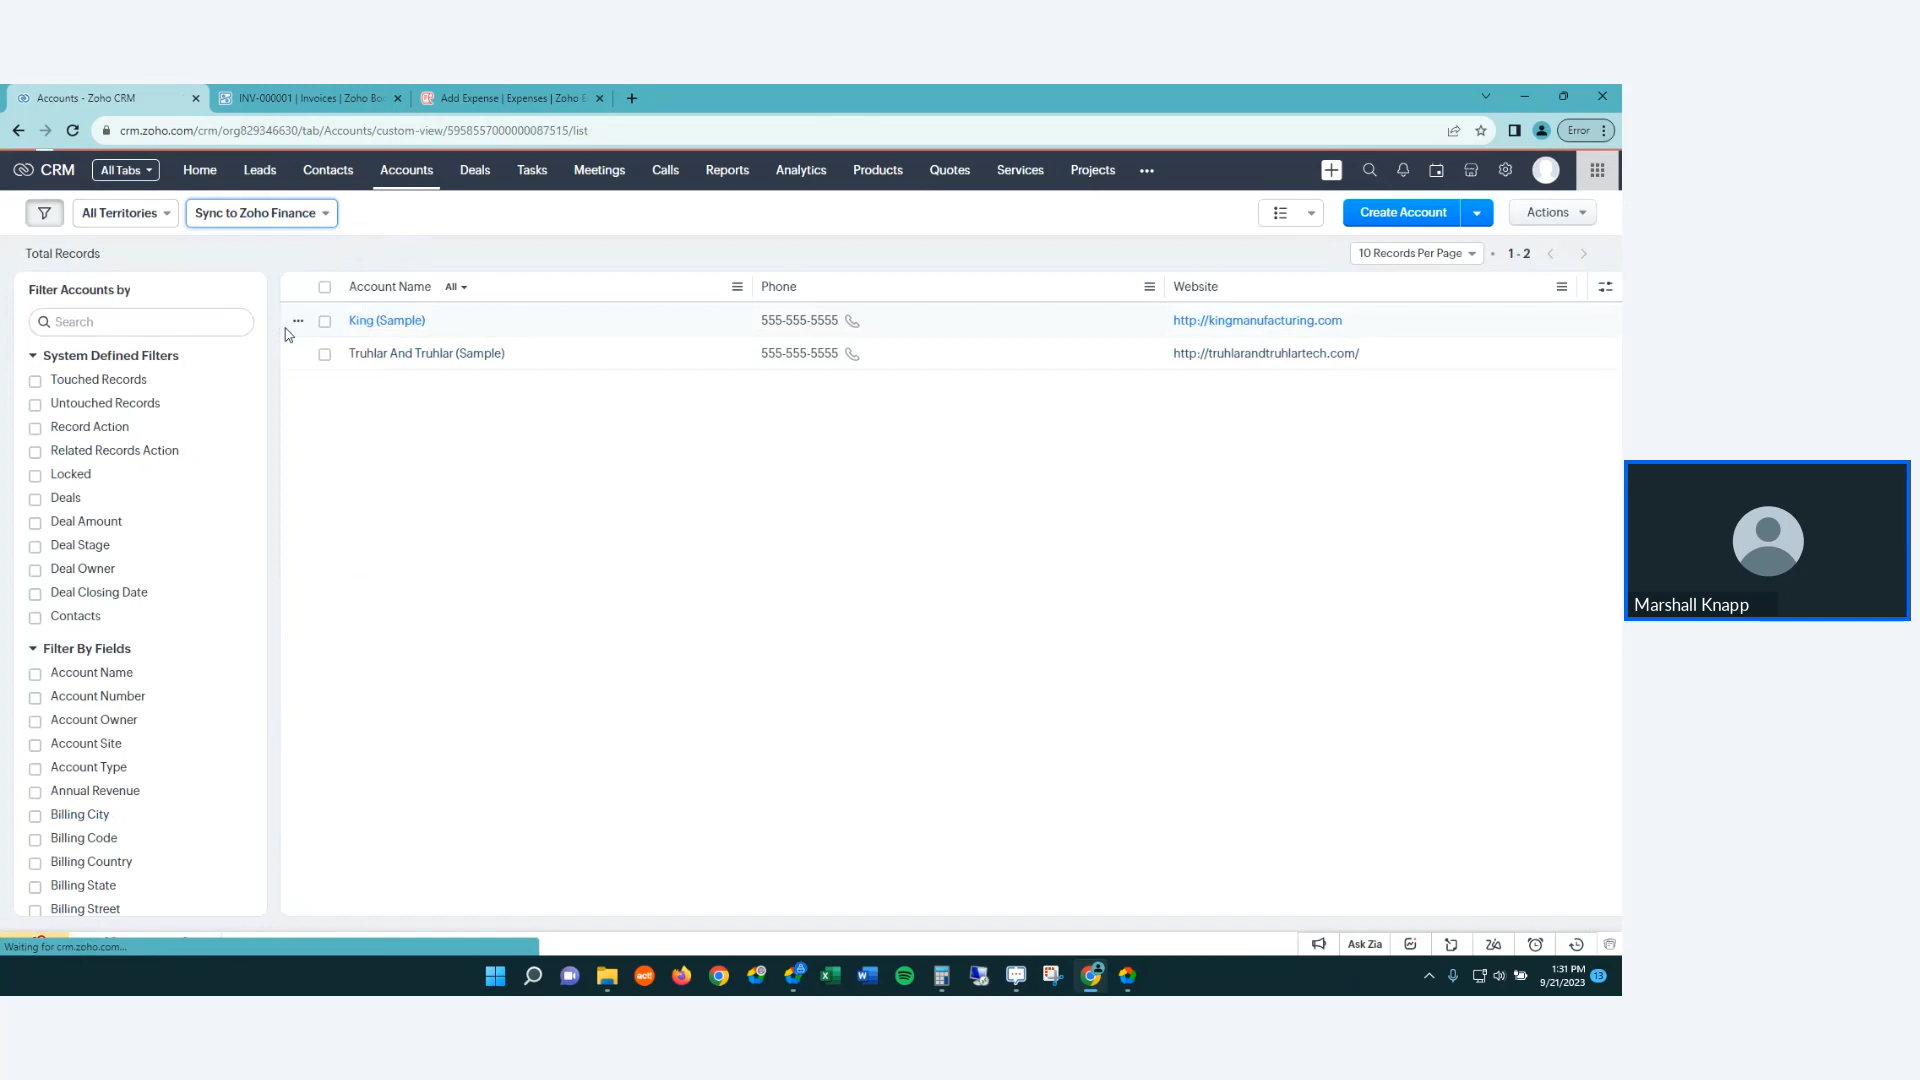 Accounts - Zoho CRM
INV-000001 | Invoices | Zoho Bo
Add Expense | Expenses | Zoho E
crm.zoho.com/crm/org829346630/tab/Accounts/custom-view/5958557000000087515/list
Error
CRM
All Tabs
Home
Leads
Contacts
Accounts
Deals
Tasks
Meetings
Calls
Reports
Analytics
Products
Quotes
Services
Projects
All Territories
Sync to Zoho Finance
Create Account
Actions
Total Records
10 Records Per Page
1 - 2
Filter Accounts by
Search
System Defined Filters
Touched Records
Untouched Records
Record Action
Related Records Action
Locked
Deals
Deal Amount
Deal Stage
Deal Owner
Deal Closing Date
Contacts
Filter By Fields
Account Name
Account Number
Account Owner
Account Site
Account Type
Annual Revenue
Billing City
Billing Code
Billing Country
Billing State
Billing Street
Account Name All Phone Website
King (Sample) 555-555-5555 http://kingmanufacturing.com
Truhlar And Truhlar (Sample) 555-555-5555 http://truhlarandtruhlartech.com/
Marshall Knapp
Waiting for crm.zoho.com...
Ask Zia
act!
1:31 PM
9/21/2023
13